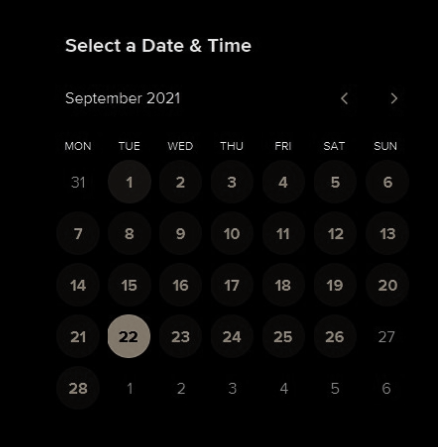 Select a Date & Time
September 2021
MON TUE WED THU FRI SAT SUN
31 1 2 3 4 5 6
7 8 9 10 11 12 13
14 15 16 17 18 19 20
21 22 23 24 25 26 27
28 1 2 3 4 5 6